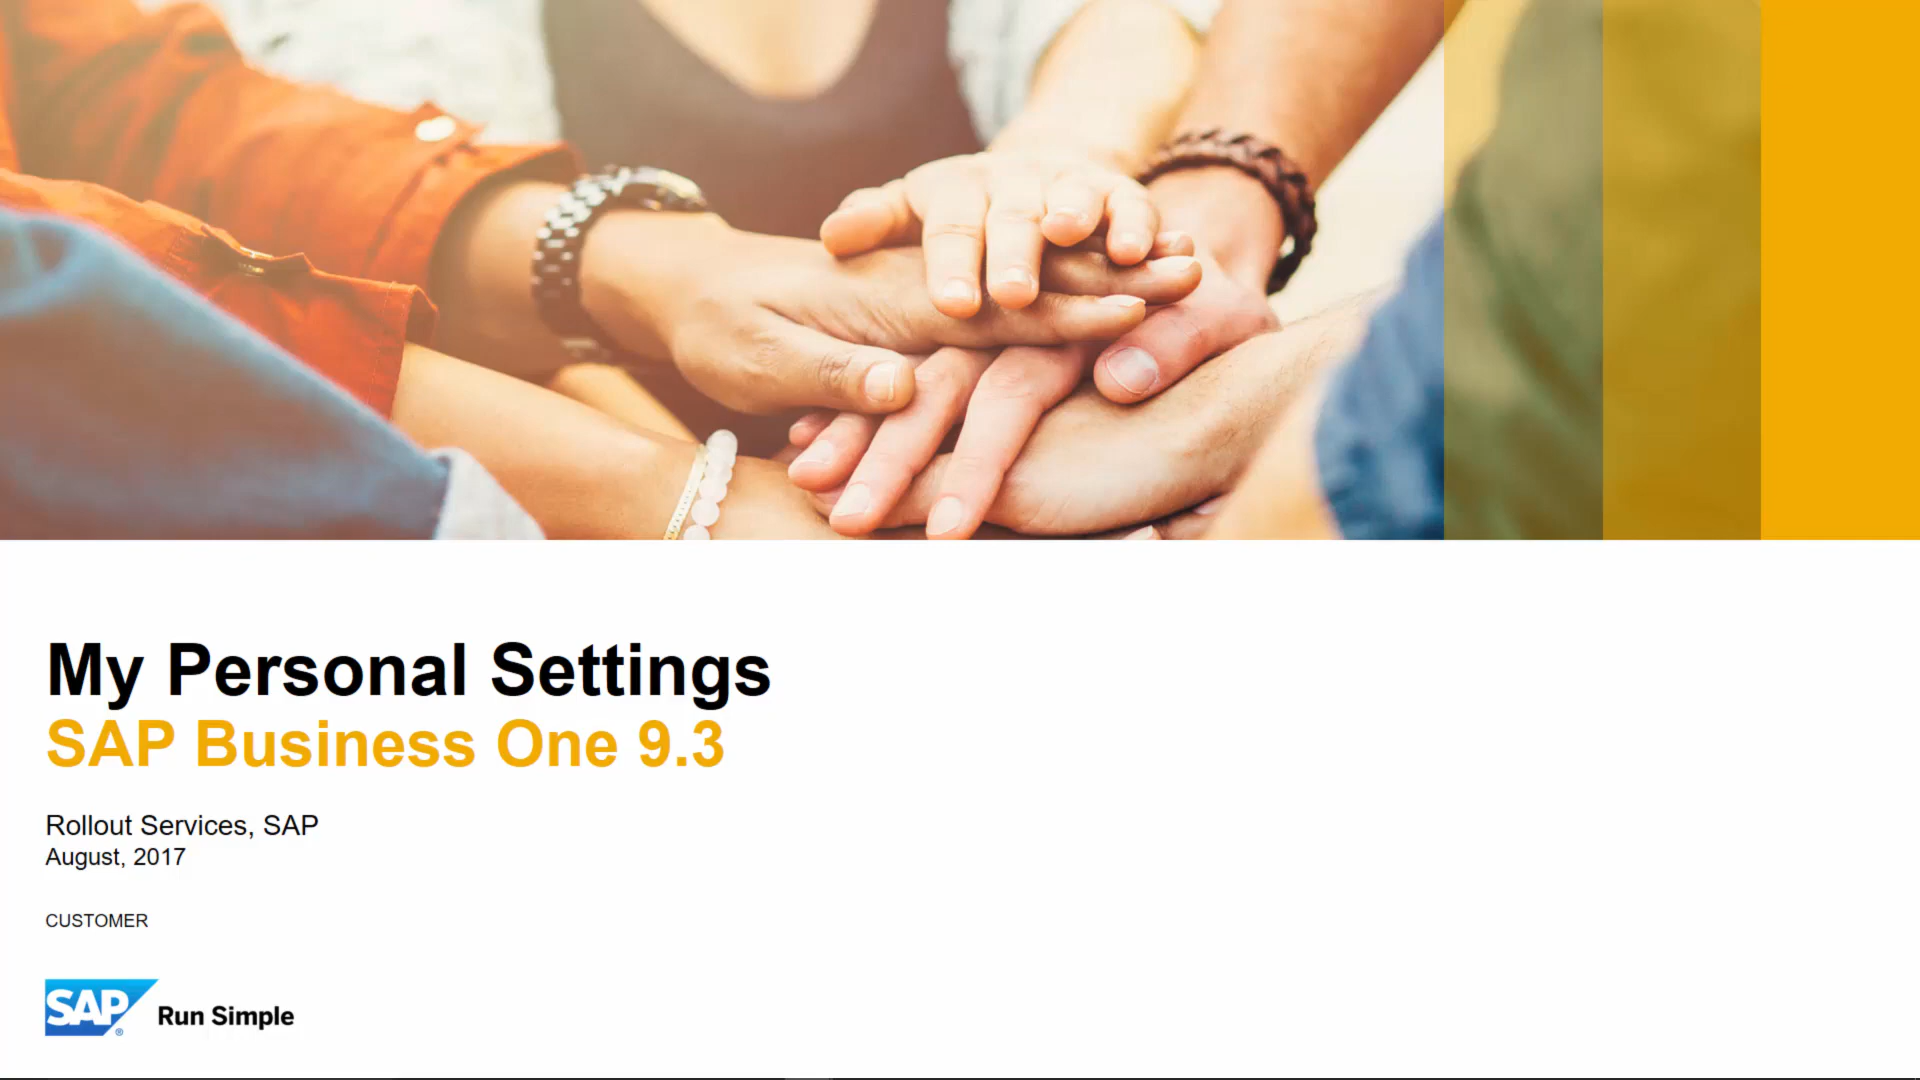 My Personal Settings
SAP Business One 9.3
Rollout Services, SAP
August, 2017
CUSTOMER
SAP® Run Simple